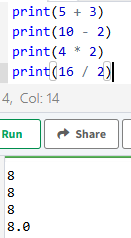 print(5 + 3)
print(10 - 2)
print(4 * 2)
print(16 / 2)
4, Col: 14
Run
Share
8
8
8
8.0